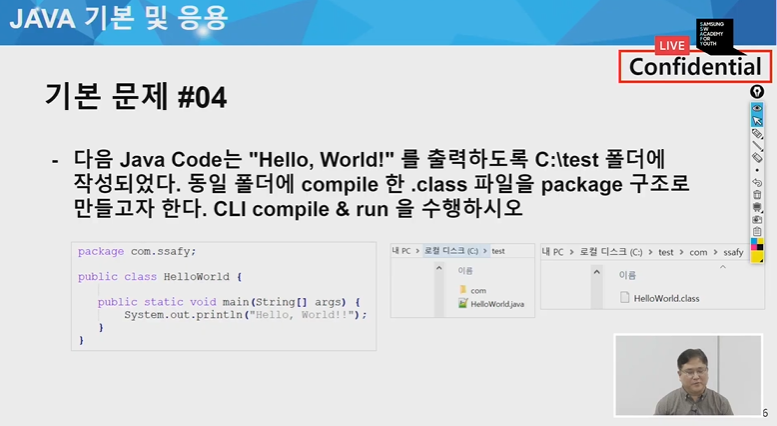 JAVA 기본 및 응용
SAMSUNG
SW
ACADEMY
FOR
YOUTH
LIVE
Confidential
기본 문제 #04
- 다음 Java Code는 "Hello, World!" 를 출력하도록 C:\test 폴더에
작성되었다. 동일 폴더에 compile 한 .class 파일을 package 구조로
만들고자 한다. CLI compile & run 을 수행하시오
package com.ssafy;
public class HelloWorld {
public static void main(String[] args) {
System.out.println("Hello, World!!");
}
}
내 PC > 로컬 디스크 (C:) > test
이름
com
HelloWorld.java
내 PC > 로컬 디스크 (C:) > test > com > ssafy
이름
HelloWorld.class
6